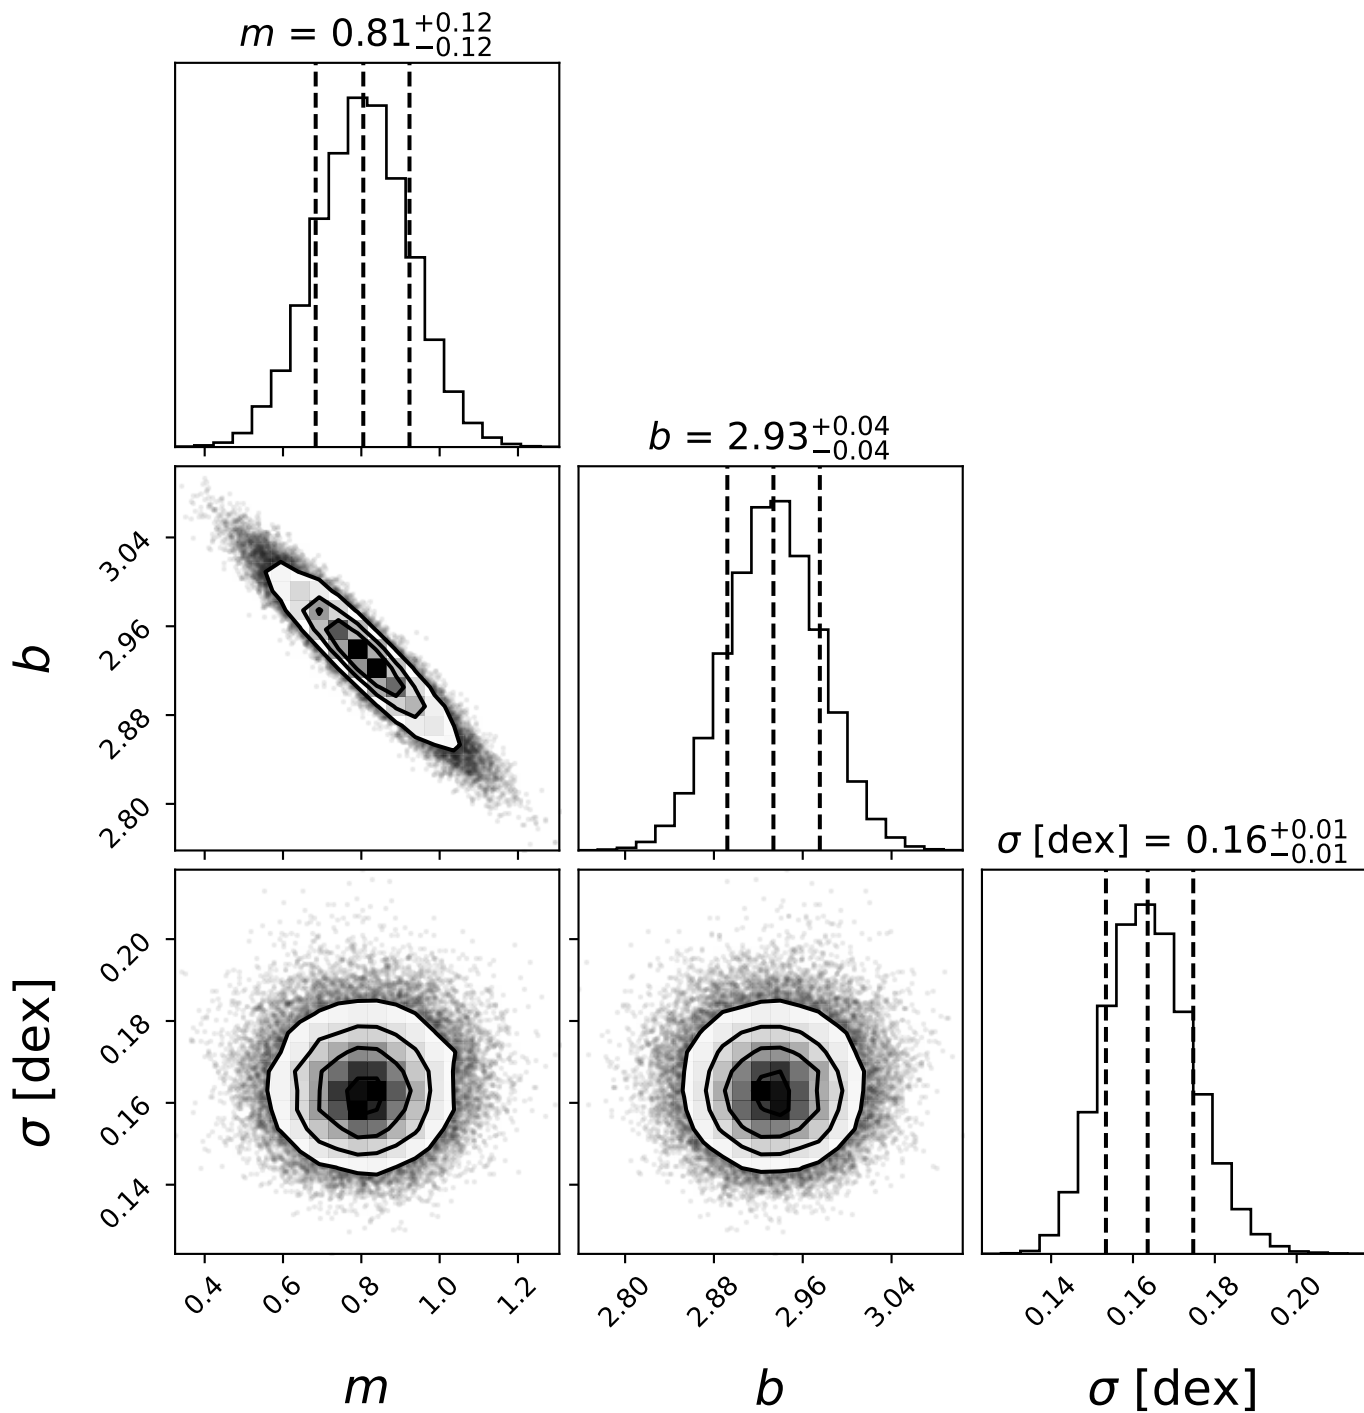 m = 0.81+0.12−0.12
b = 2.93+0.04−0.04
3.04
2.96
2.88
2.80
b
σ [dex] = 0.16+0.01−0.01
0.20
0.18
0.16
0.14
σ [dex]
0.4 0.6 0.8 1.0 1.2
2.80 2.88 2.96 3.04
0.14 0.16 0.18 0.20
m
b
σ [dex]